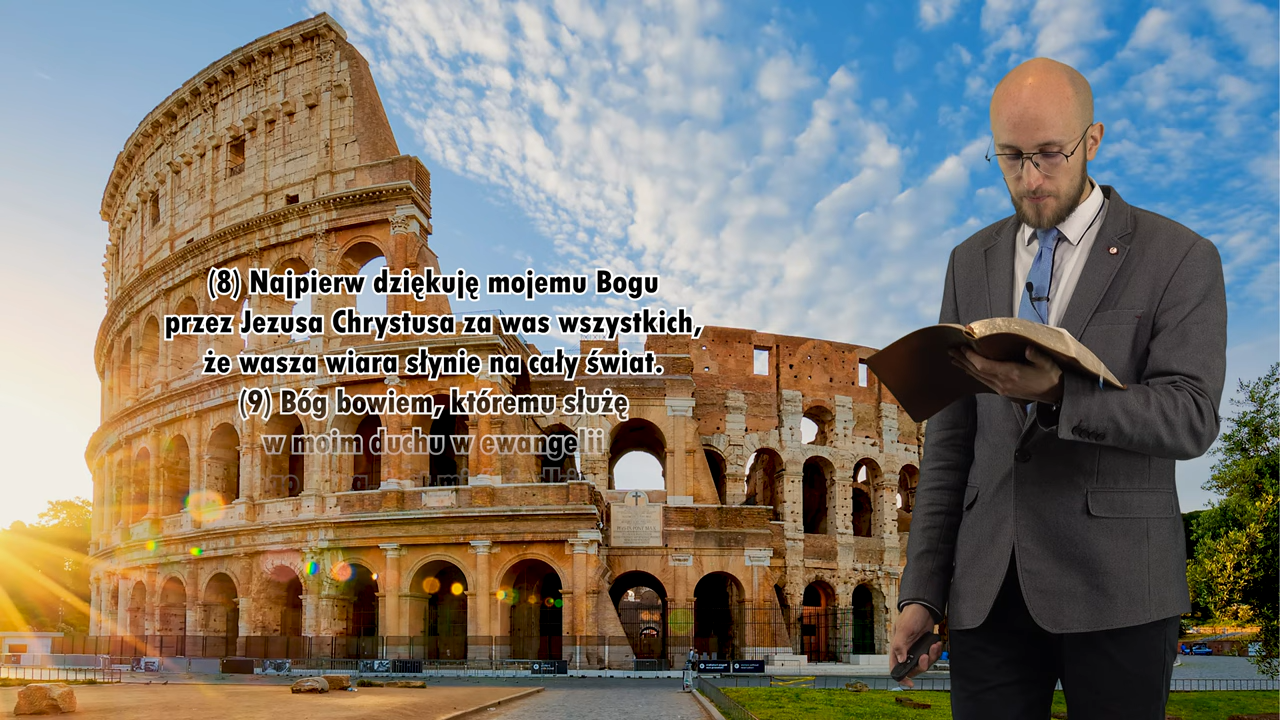 (8) Najpierw dziękuję mojemu Bogu
przez Jezusa Chrystusa za was wszystkich,
że wasza wiara słynie na cały świat.
(9) Bóg bowiem, któremu służę
w moim duchu w ewangelii